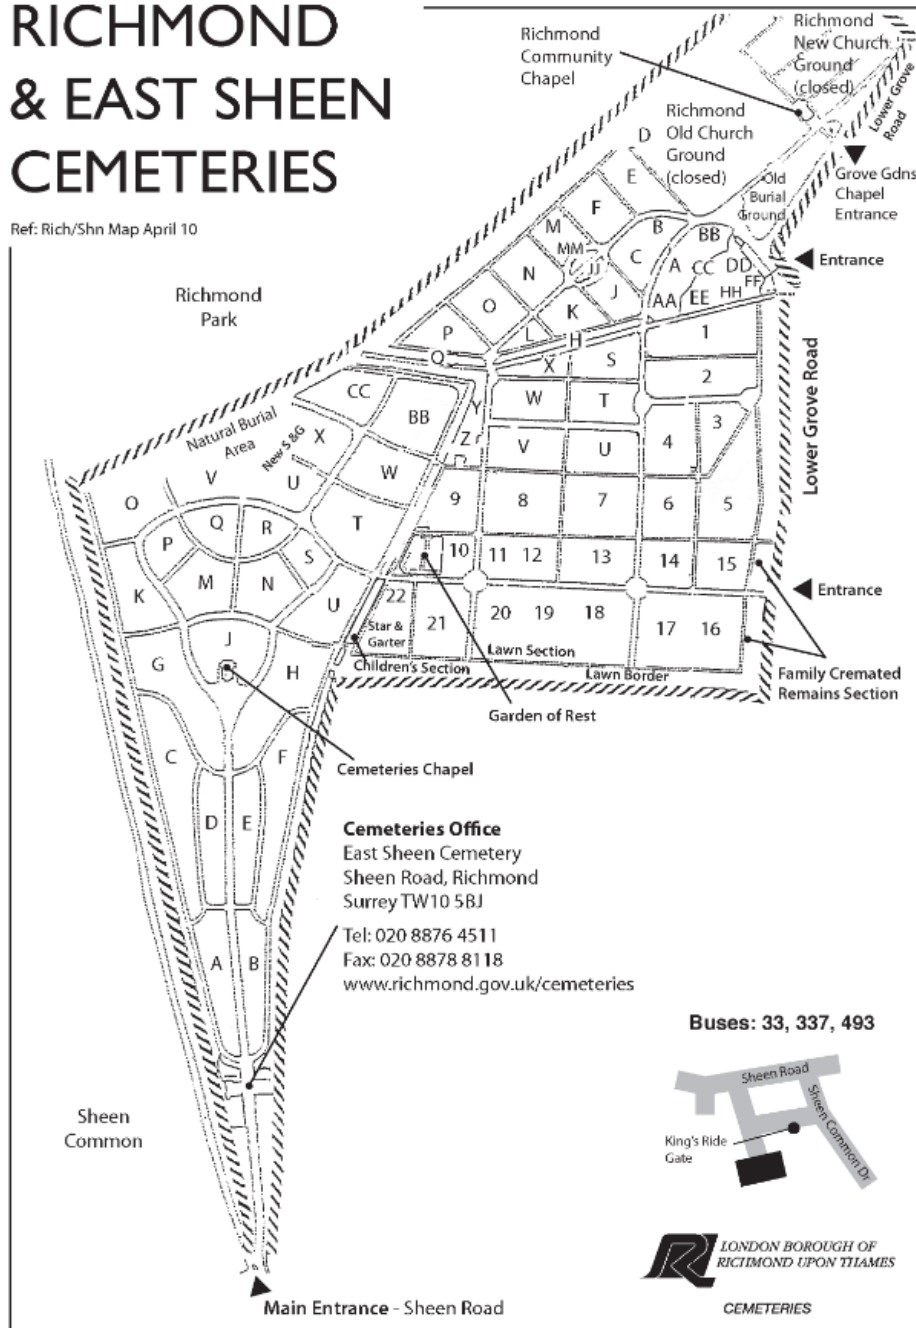 RICHMOND
& EAST SHEEN
CEMETERIES
Ref: Rich/Shn Map April 10
Richmond
Community
Chapel
Richmond
New Church
Ground
(closed)
Lower Grove
Road
Richmond
Old Church
Ground
(closed)
Grove Gdns
Chapel
Entrance
Old
Burial
Ground
Entrance
Richmond
Park
D
E
F
M
MM
JJ
B
BB
C
A
CC
DD
FF
N
J
AA
EE
HH
O
K
P
L
H
1
Q
X
S
2
CC
BB
Y
W
T
3
Lower Grove Road
Natural Burial
Area
New S &G
X
Z
V
U
4
V
U
W
O
9
8
7
6
5
Q
R
T
P
S
10
11
12
13
14
15
M
N
K
U
22
Entrance
Star &
Garter
21
20
19
18
17
16
J
G
H
Lawn Section
Children's Section
Lawn Border
Family Cremated
Remains Section
Garden of Rest
C
F
Cemeteries Chapel
D
E
Cemeteries Office
East Sheen Cemetery
Sheen Road, Richmond
Surrey TW10 5BJ
Tel: 020 8876 4511
Fax: 020 8878 8118
www.richmond.gov.uk/cemeteries
A
B
Buses: 33, 337, 493
Sheen Road
Sheen Common Dr
King's Ride
Gate
Sheen
Common
LONDON BOROUGH OF
RICHMOND UPON THAMES
CEMETERIES
Main Entrance - Sheen Road